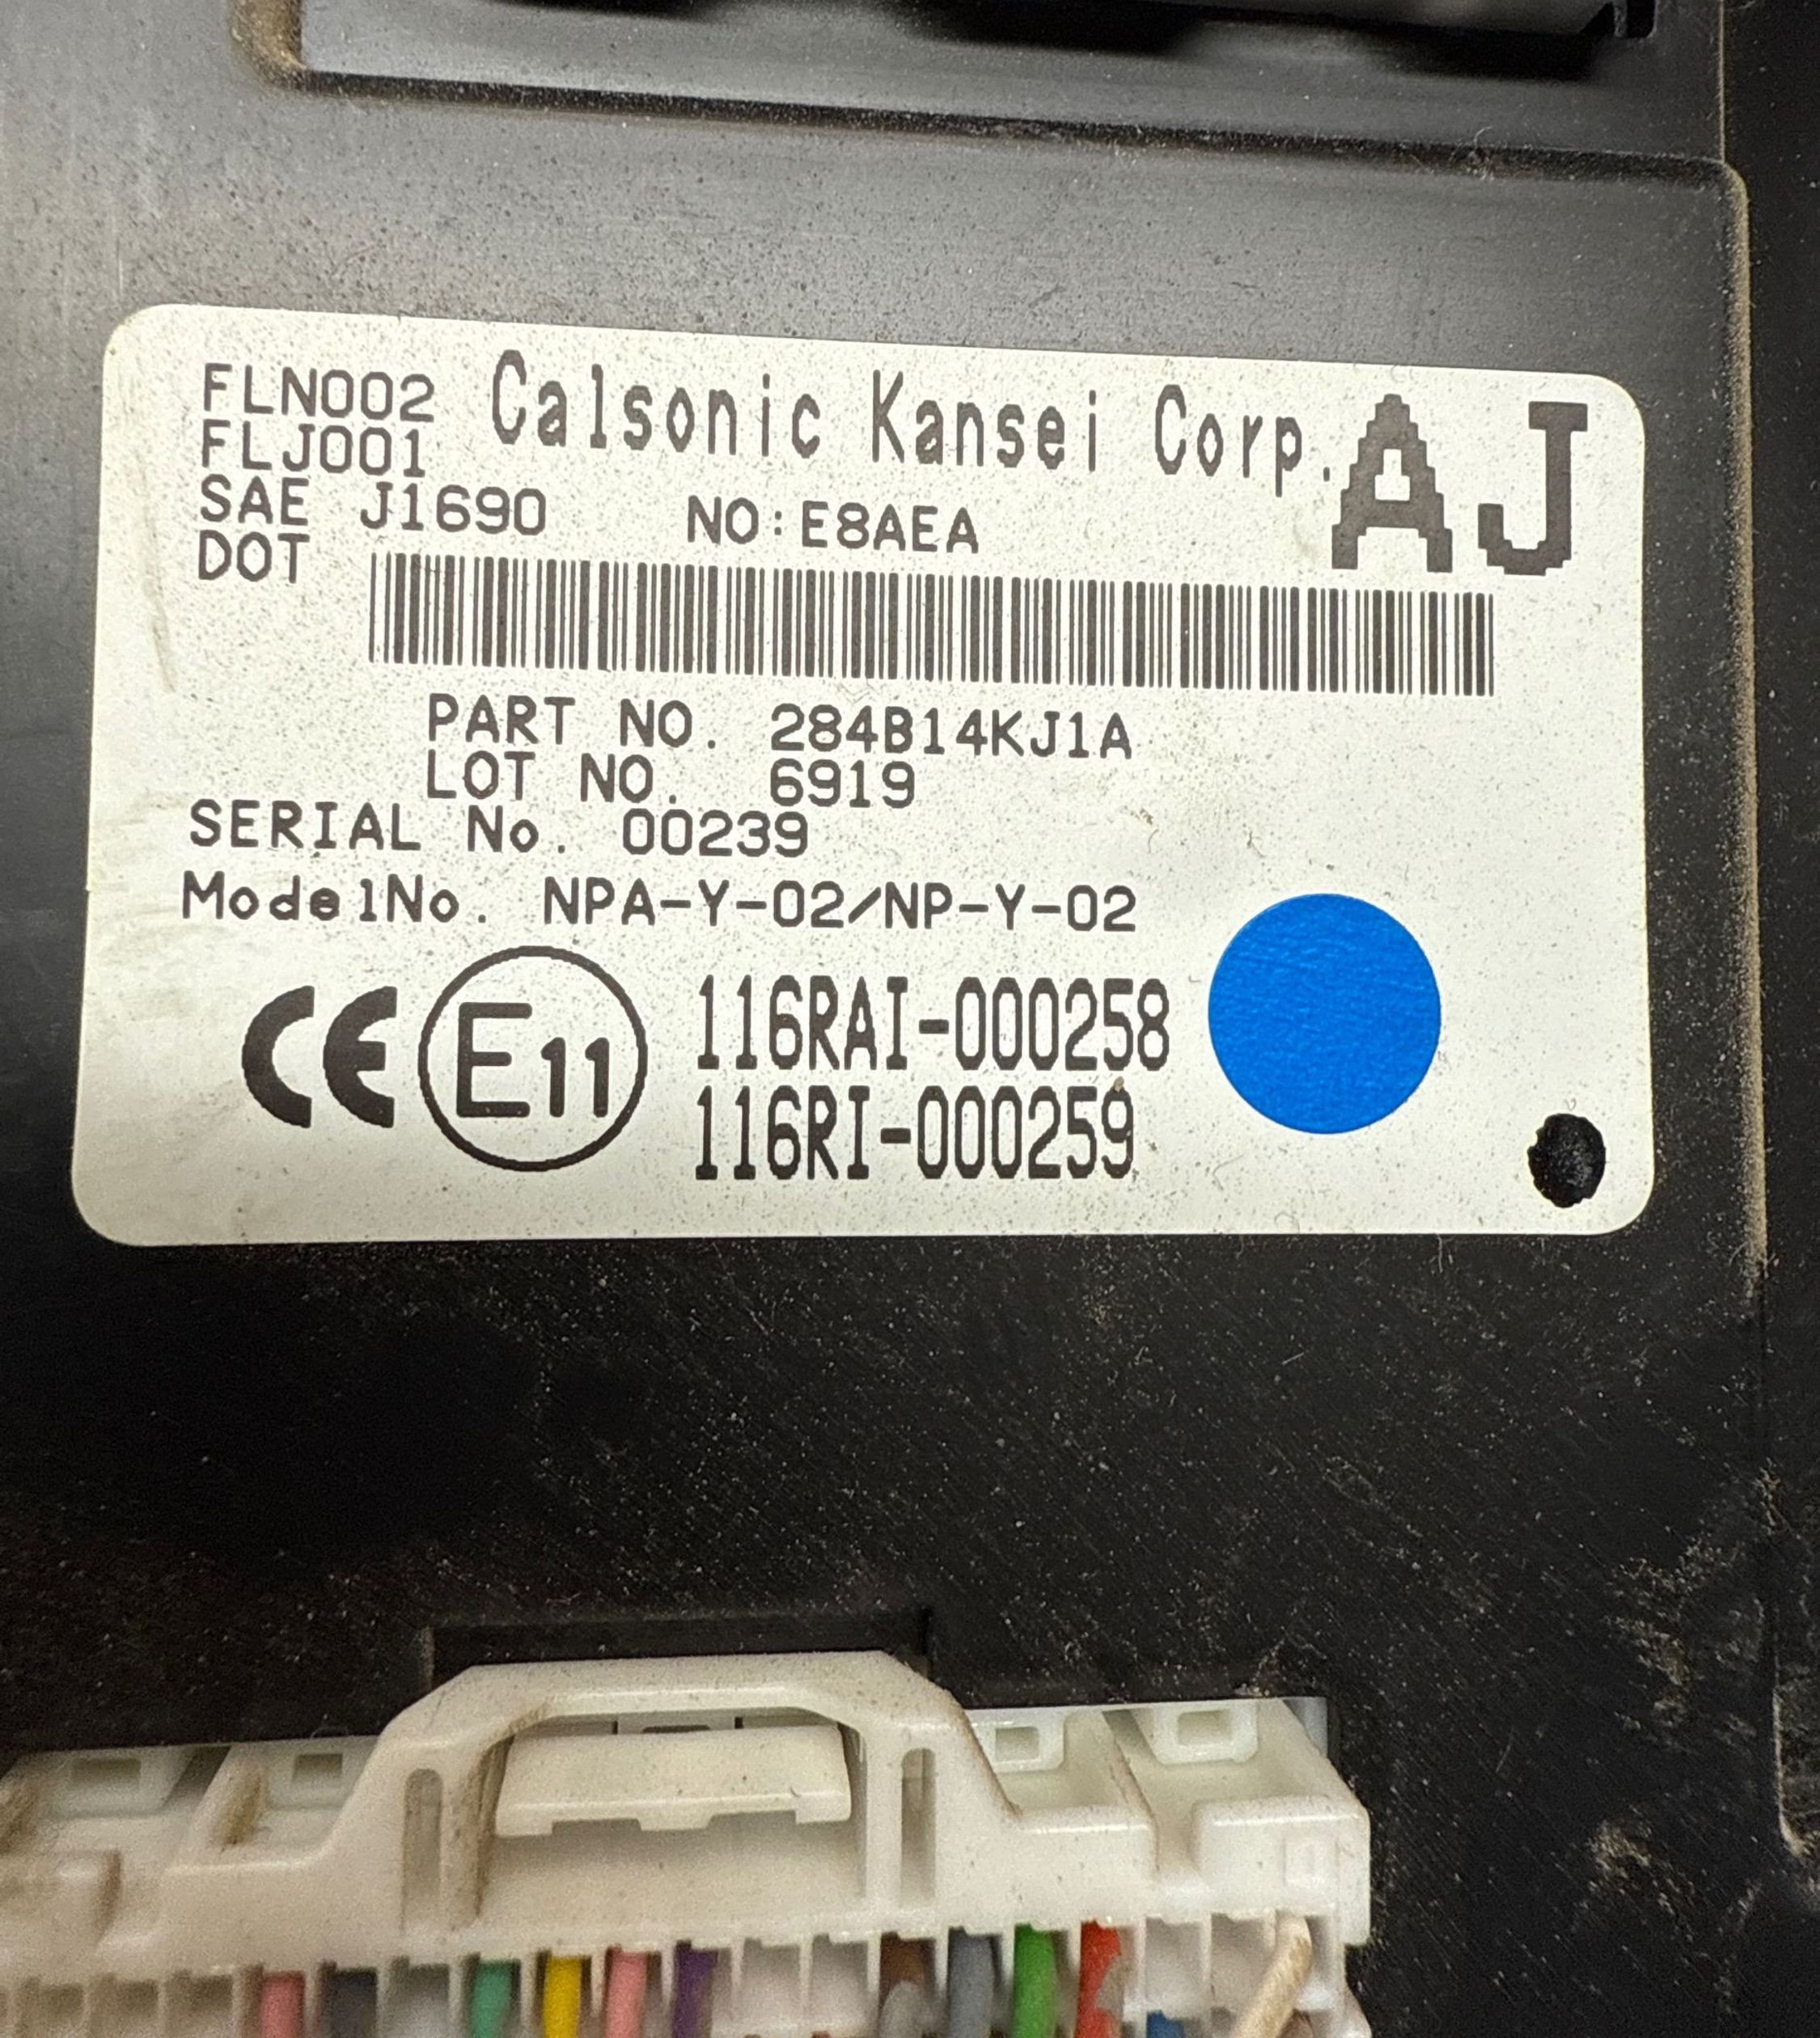 FLN002 Calsonic Kansei Corp. AJ
FLJ001
SAE J1690 NO:E8AEA
DOT
PART NO. 284B14KJ1A
LOT NO. 6919
SERIAL No. 00239
ModelNo. NPA-Y-02/NP-Y-02
CE E11 116RAI-000258
116RI-000259